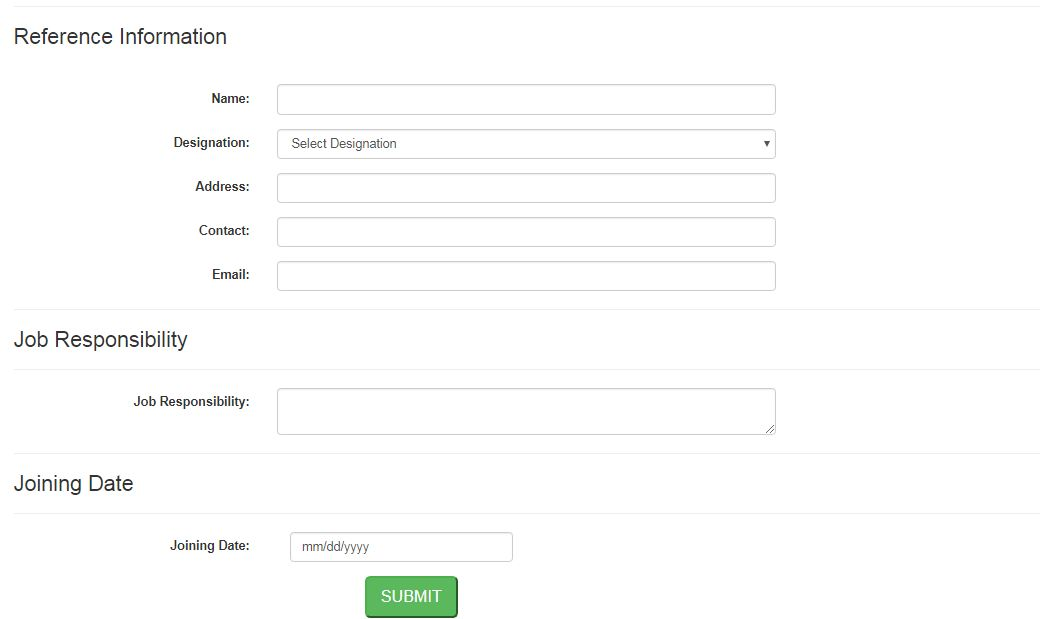 Reference Information
Name:
Designation: Select Designation
Address:
Contact:
Email:
Job Responsibility
Job Responsibility:
Joining Date
Joining Date: mm/dd/yyyy
SUBMIT